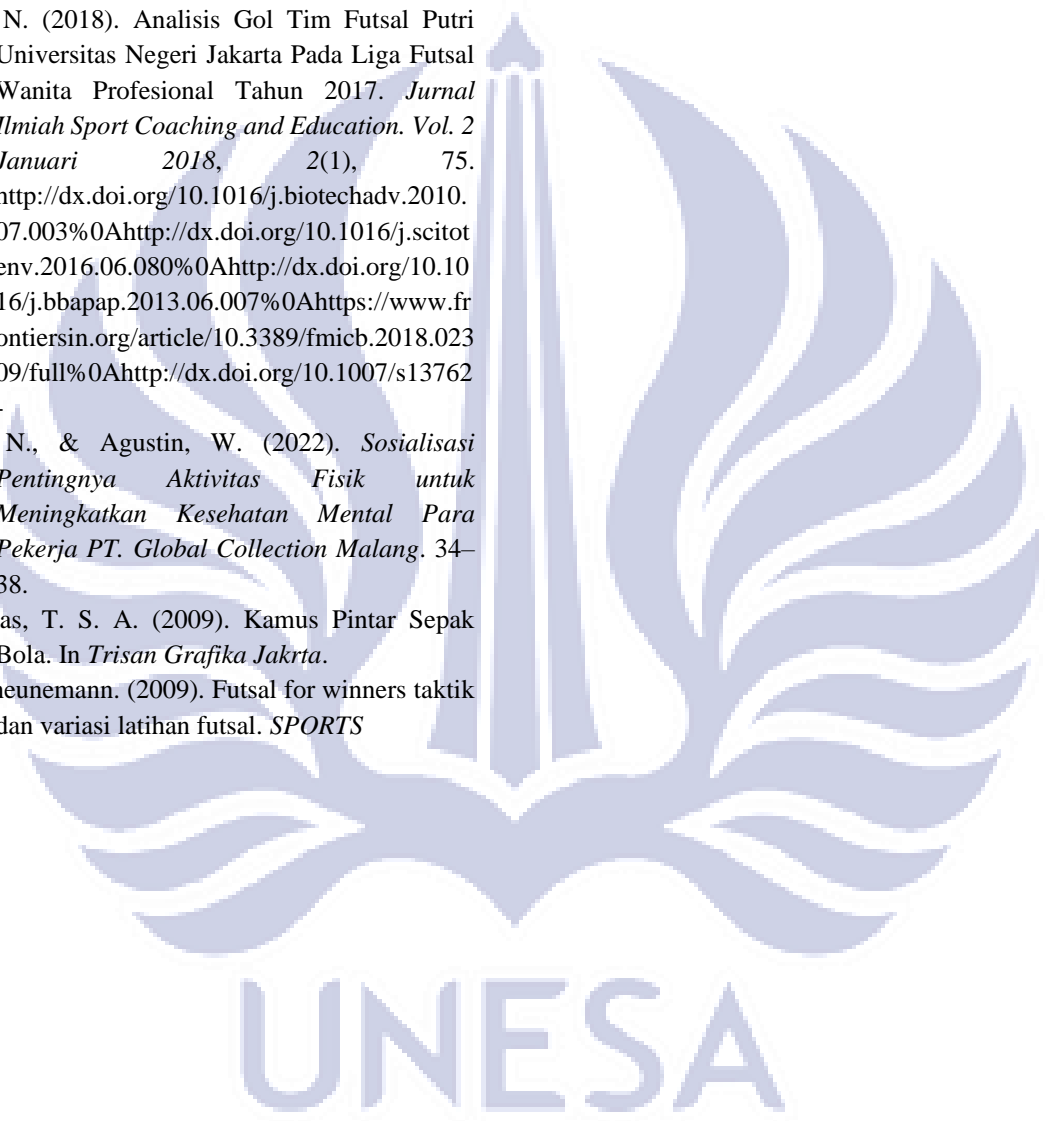 N. (2018). Analisis Gol Tim Futsal Putri
Universitas Negeri Jakarta Pada Liga Futsal
Wanita Profesional Tahun 2017. Jurnal
Ilmiah Sport Coaching and Education. Vol. 2
Januari 2018, 2(1), 75.
http://dx.doi.org/10.1016/j.biotechadv.2010.
07.003%0Ahttp://dx.doi.org/10.1016/j.scitot
env.2016.06.080%0Ahttp://dx.doi.org/10.10
16/j.bbapap.2013.06.007%0Ahttps://www.fr
ontiersin.org/article/10.3389/fmicb.2018.023
09/full%0Ahttp://dx.doi.org/10.1007/s13762
-
N., & Agustin, W. (2022). Sosialisasi
Pentingnya Aktivitas Fisik untuk
Meningkatkan Kesehatan Mental Para
Pekerja PT. Global Collection Malang. 34–
38.
as, T. S. A. (2009). Kamus Pintar Sepak
Bola. In Trisan Grafika Jakrta.
neunemann. (2009). Futsal for winners taktik
dan variasi latihan futsal. SPORTS
UNESA